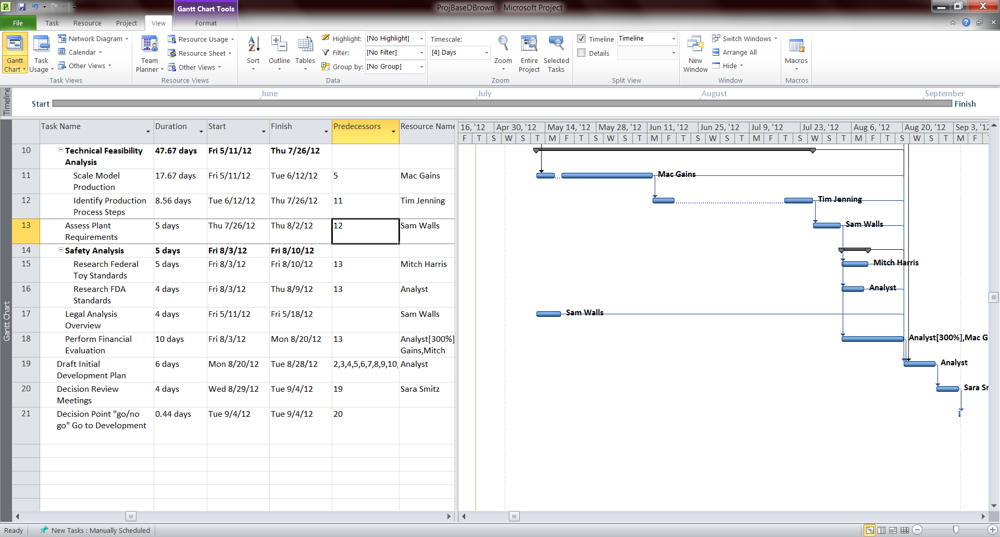 Gantt Chart Tools
ProjBaseDBrown - Microsoft Project
File Task Resource Project View Format
Gantt Chart
Task Usage
Network Diagram
Calendar
Other Views
Task Views
Team Planner
Resource Usage
Resource Sheet
Other Views
Resource Views
Sort
Outline
Tables
Highlight: [No Highlight]
Filter: [No Filter]
Group by: [No Group]
Data
Timescale:
[4] Days
Zoom
Entire Project
Selected Tasks
Zoom
Timeline Timeline
Details
Split View
New Window
Switch Windows
Arrange All
Hide
Window
Macros
Macros
Timeline
June July August September
Start Finish
Gantt Chart
Task Name Duration Start Finish Predecessors Resource Name
16, '12 Apr 30, '12 May 14, '12 May 28, '12 Jun 11, '12 Jun 25, '12 Jul 9, '12 Jul 23, '12 Aug 6, '12 Aug 20, '12 Sep 3, '12
F T S W S T M F T S W S T M F T S W S T M F T S W S T M F T S W S T M F
10 Technical Feasibility 47.67 days Fri 5/11/12 Thu 7/26/12
Analysis
11 Scale Model 17.67 days Fri 5/11/12 Tue 6/12/12 5 Mac Gains
Production
Mac Gains
12 Identify Production 8.56 days Tue 6/12/12 Thu 7/26/12 11 Tim Jenning
Process Steps
Tim Jenning
13 Assess Plant 5 days Thu 7/26/12 Thu 8/2/12 12 Sam Walls
Requirements
Sam Walls
14 Safety Analysis 5 days Fri 8/3/12 Fri 8/10/12
15 Research Federal 5 days Fri 8/3/12 Fri 8/10/12 13 Mitch Harris
Toy Standards
Mitch Harris
16 Research FDA 4 days Fri 8/3/12 Thu 8/9/12 13 Analyst
Standards
Analyst
17 Legal Analysis 4 days Fri 5/11/12 Fri 5/18/12 Sam Walls
Overview
Sam Walls
18 Perform Financial 10 days Fri 8/3/12 Mon 8/20/12 13 Analyst[300%]
Evaluation Gains,Mitch
Analyst[300%],Mac G
19 Draft Initial 6 days Mon 8/20/12 Tue 8/28/12 2,3,4,5,6,7,8,9,10, Analyst
Development Plan
Analyst
20 Decision Review 4 days Wed 8/29/12 Tue 9/4/12 19 Sara Smitz
Meetings
Sara
21 Decision Point "go/no 0.44 days Tue 9/4/12 Tue 9/4/12 20
go" Go to Development
Ready New Tasks : Manually Scheduled